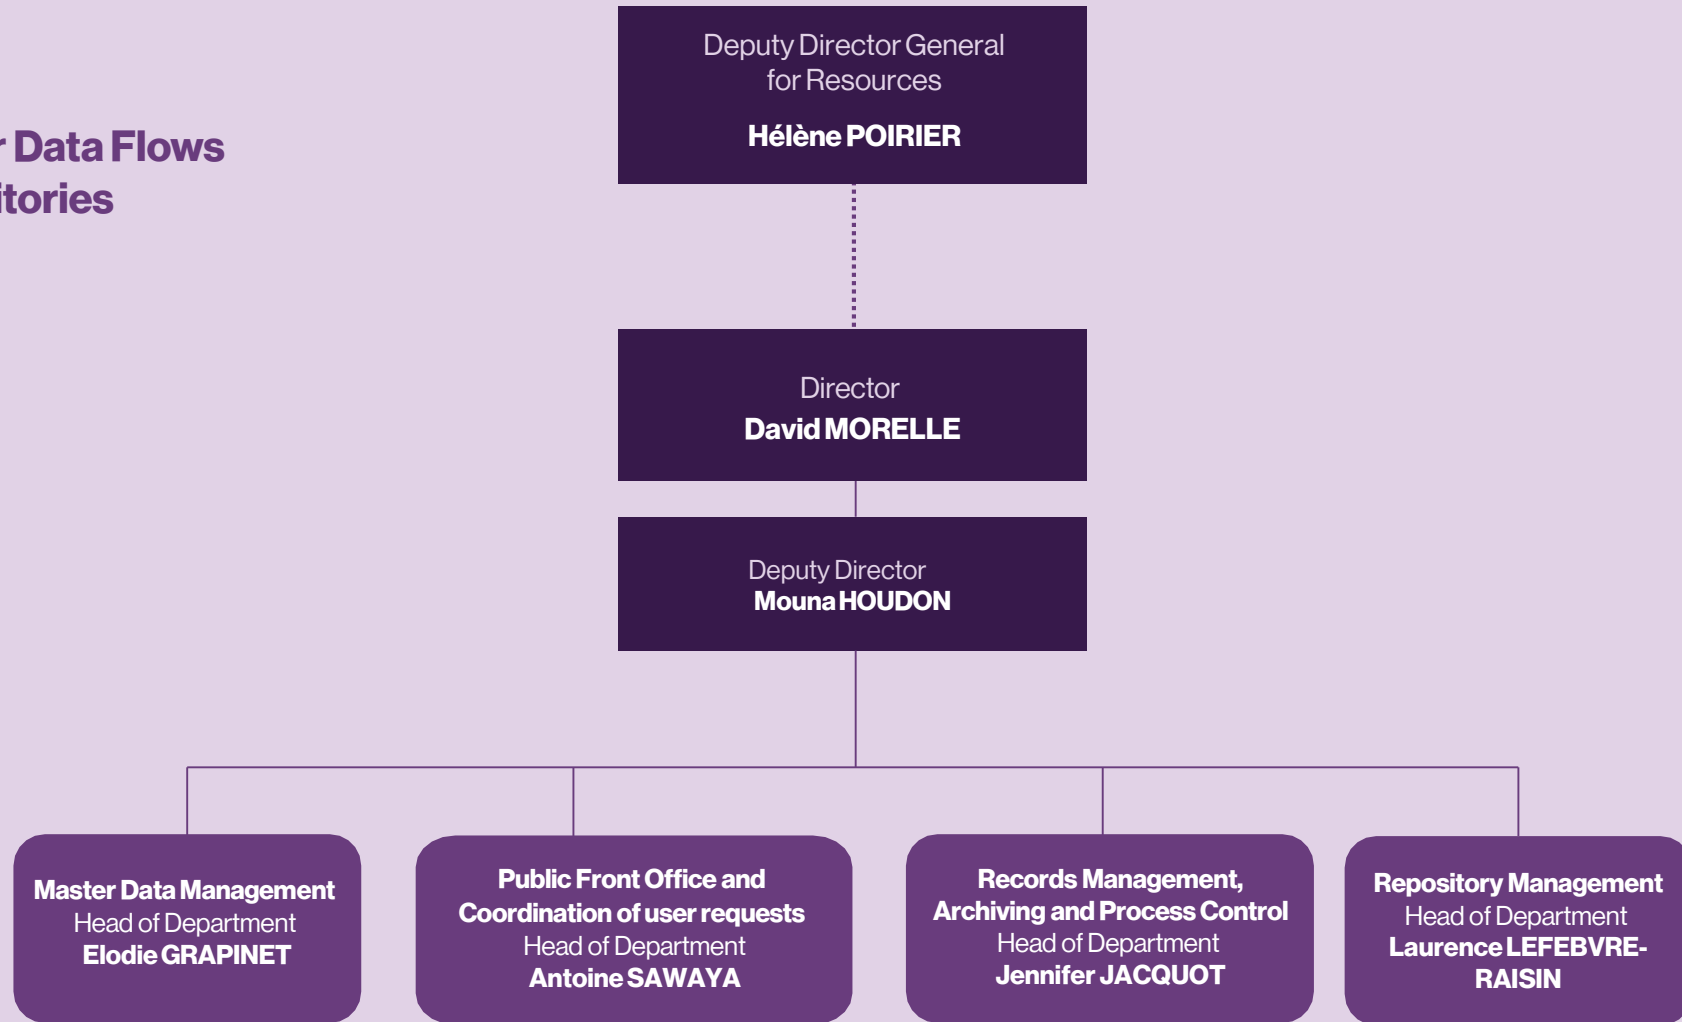 Data Flows
Deputy Director General
for Resources
Hélène POIRIER
Director
David MORELLE
Deputy Director
Mouna HOUDON
Master Data Management
Head of Department
Elodie GRAPINET
Public Front Office and
Coordination of user requests
Head of Department
Antoine SAWAYA
Records Management,
Archiving and Process Control
Head of Department
Jennifer JACQUOT
Repository Management
Head of Department
Laurence LEFEBVRE-
RAISIN